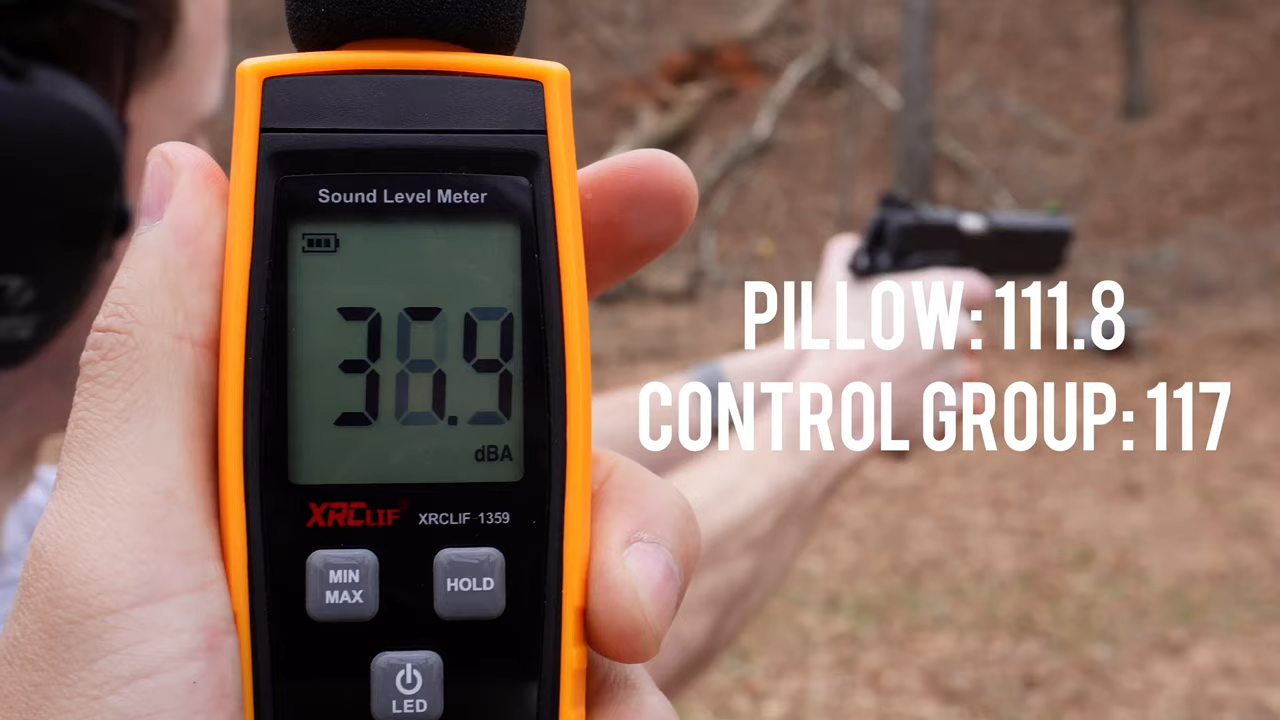 Sound Level Meter
36.9
dBA
XRCLIF XRCLIF-1359
MIN
MAX
HOLD
LED
PILLOW: 111.8
CONTROL GROUP: 117